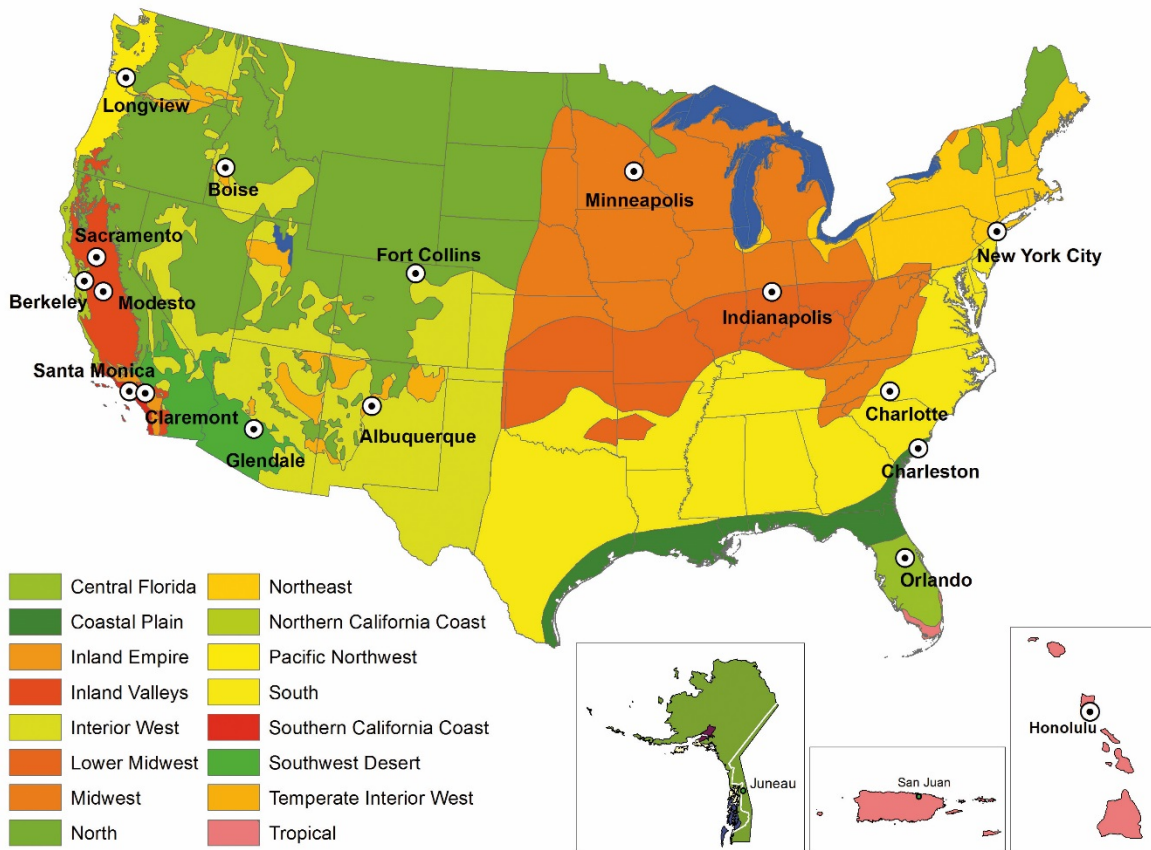 Longview
Boise
Minneapolis
Sacramento
Fort Collins
New York City
Berkeley
Modesto
Indianapolis
Santa Monica
Claremont
Charlotte
Albuquerque
Glendale
Charleston
Orlando
Central Florida
Coastal Plain
Inland Empire
Inland Valleys
Interior West
Lower Midwest
Midwest
North
Northeast
Northern California Coast
Pacific Northwest
South
Southern California Coast
Southwest Desert
Temperate Interior West
Tropical
Juneau
San Juan
Honolulu